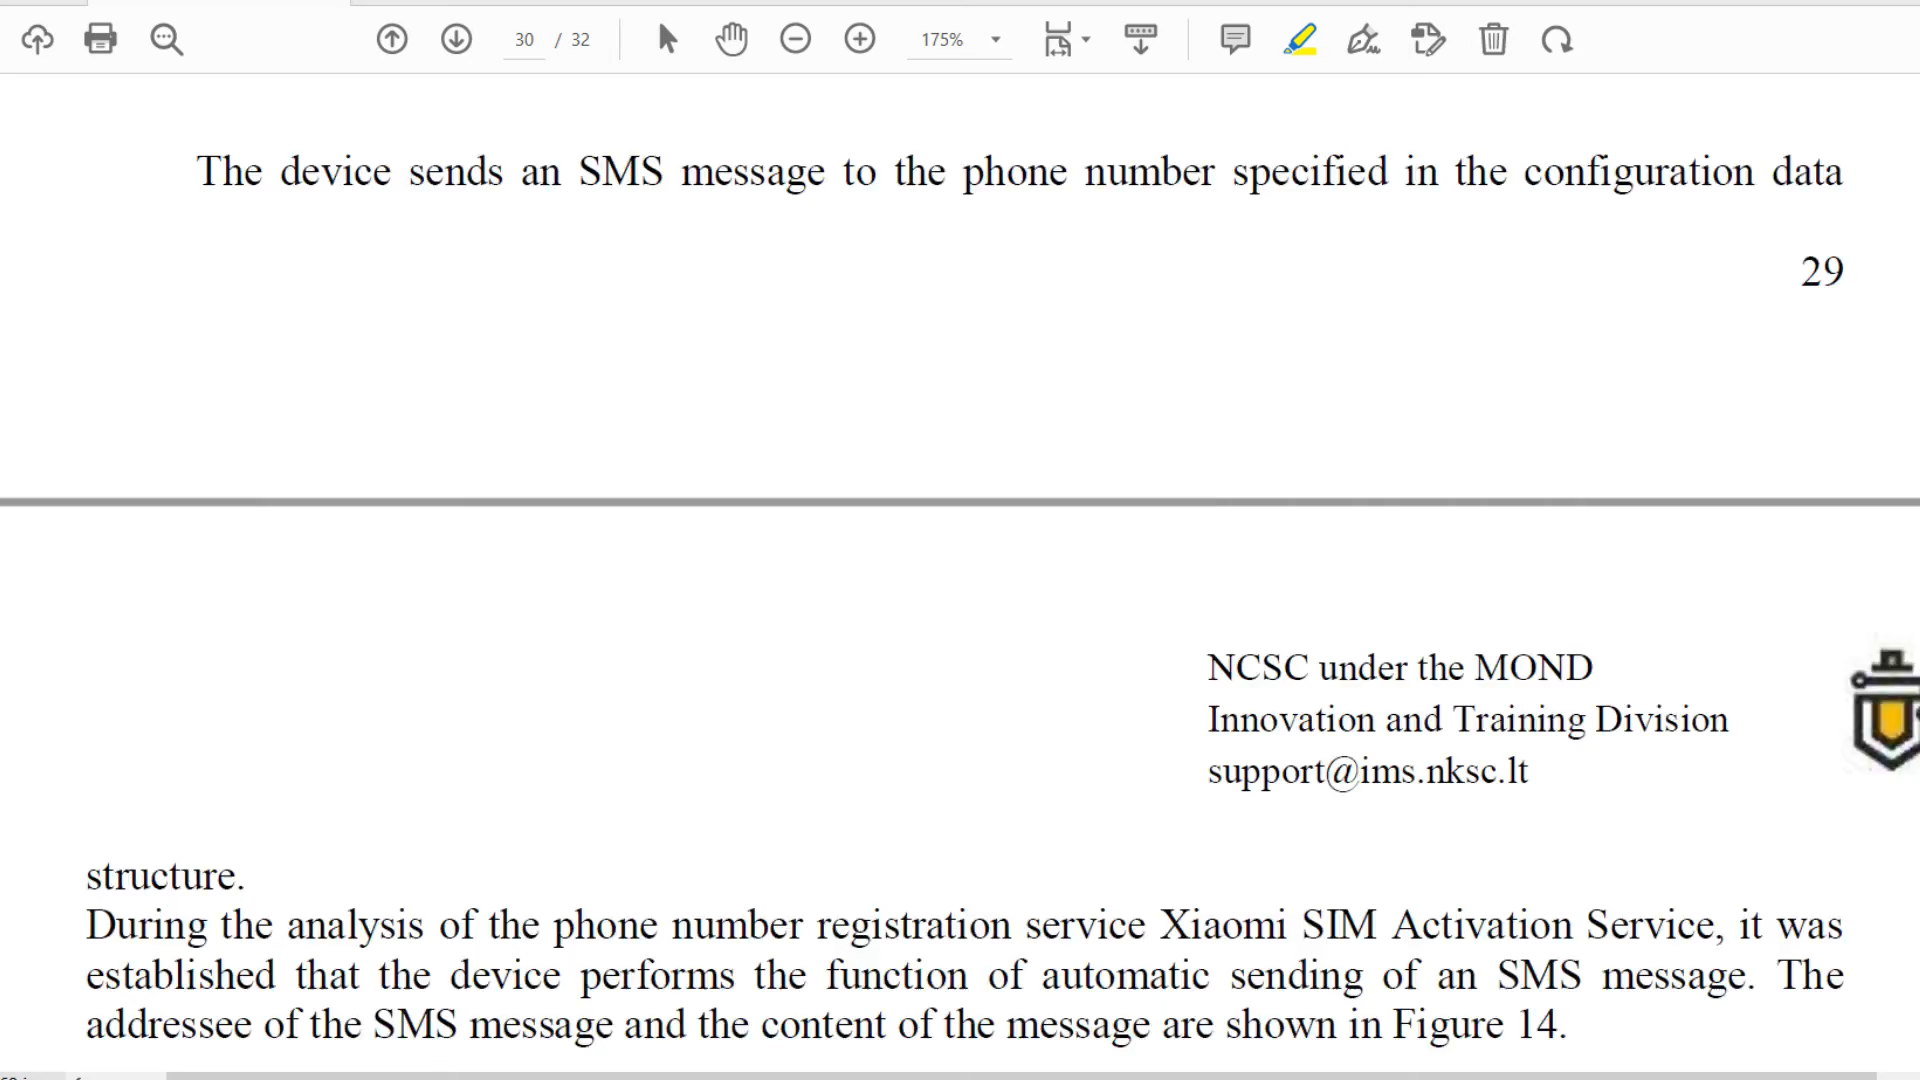 30 / 32
175%
The device sends an SMS message to the phone number specified in the configuration data
29
NCSC under the MOND
Innovation and Training Division
support@ims.nksc.lt
structure.
During the analysis of the phone number registration service Xiaomi SIM Activation Service, it was
established that the device performs the function of automatic sending of an SMS message. The
addressee of the SMS message and the content of the message are shown in Figure 14.